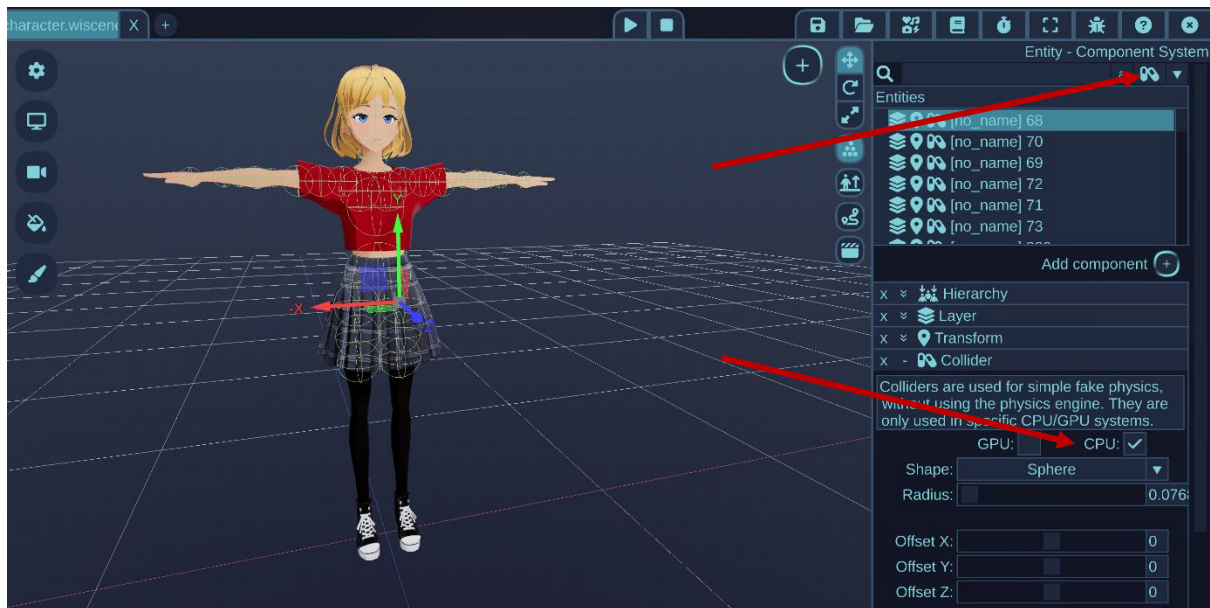 character.wiscene X +
Entity - Component System
Entities
[no_name] 68
[no_name] 70
[no_name] 69
[no_name] 72
[no_name] 71
[no_name] 73
Add component +
x Hierarchy
x Layer
x Transform
x - Collider
Colliders are used for simple fake physics,
without using the physics engine. They are
only used in specific CPU/GPU systems.
GPU: CPU:
Shape: Sphere
Radius: 0.076
Offset X: 0
Offset Y: 0
Offset Z: 0
Y
-X
Z